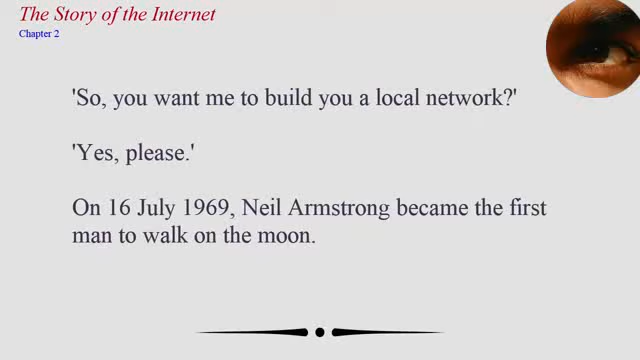 The Story of the Internet
Chapter 2
'So, you want me to build you a local network?'
'Yes, please.'
On 16 July 1969, Neil Armstrong became the first
man to walk on the moon.